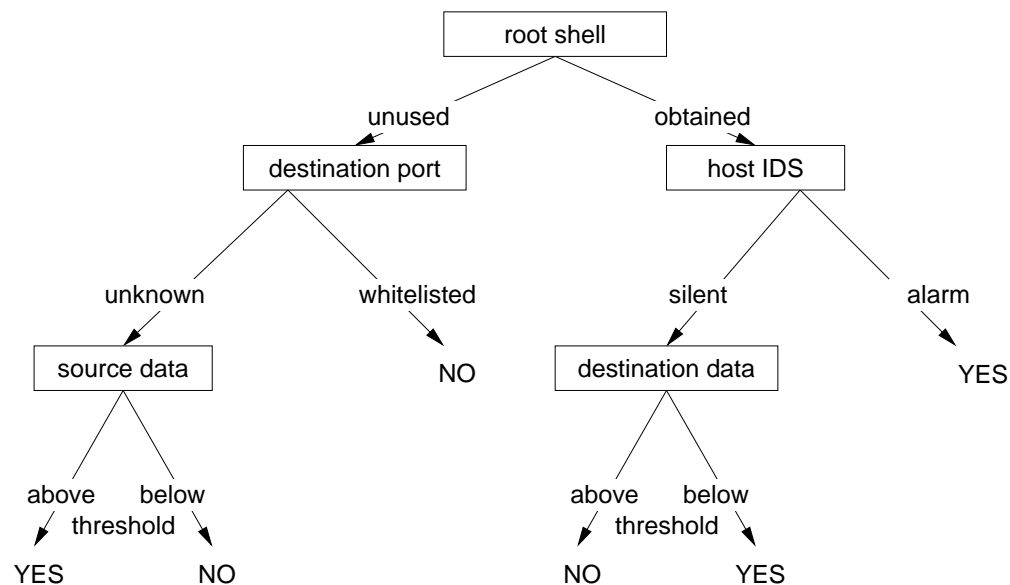 root shell
unused obtained
destination port host IDS
unknown whitelisted silent alarm
source data NO destination data YES
above below above below
threshold threshold
YES NO NO YES